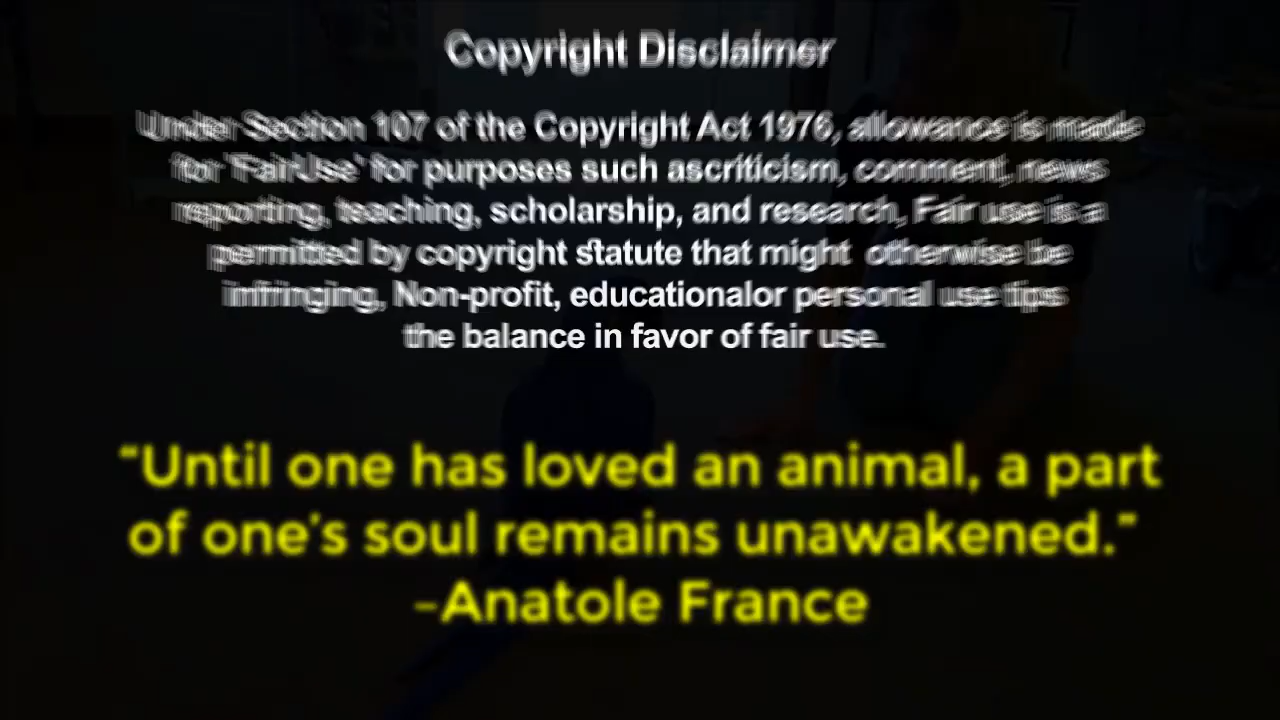 Copyright Disclaimer
Under Section 107 of the Copyright Act 1976, allowance is made
for 'FairUse' for purposes such ascriticism, comment, news
reporting, teaching, scholarship, and research, Fair use is a
permitted by copyright statute that might otherwise be
infringing, Non-profit, educationalor personal use tips
the balance in favor of fair use.
“Until one has loved an animal, a part
of one’s soul remains unawakened.”
–Anatole France